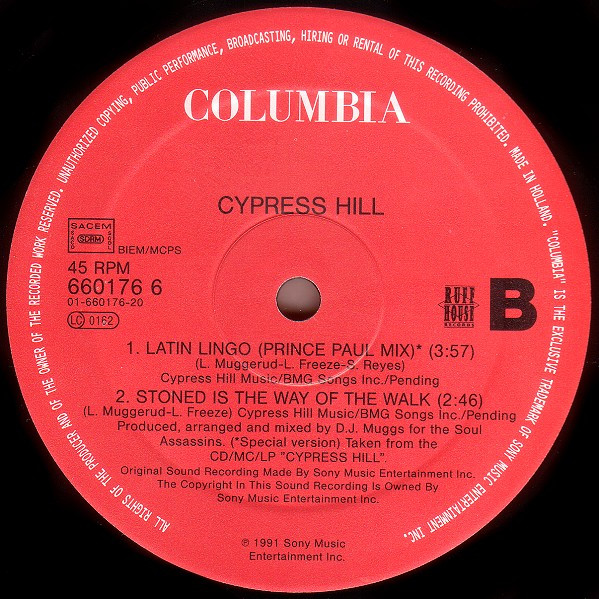 ALL RIGHTS OF THE PRODUCER AND OF THE OWNER OF THE RECORDED WORK RESERVED. UNAUTHORIZED COPYING, PUBLIC PERFORMANCE, BROADCASTING, HIRING OR RENTAL OF THIS RECORDING PROHIBITED. MADE IN HOLLAND. "COLUMBIA" IS THE EXCLUSIVE TRADEMARK OF SONY MUSIC ENTERTAINMENT INC.
COLUMBIA
CYPRESS HILL
SACEM
SDRM
BIEM/MCPS
45 RPM
660176 6
01-660176-20
LC 0162
RUFF
HOUSE
RECORDS
B
1. LATIN LINGO (PRINCE PAUL MIX)* (3:57)
(L. Muggerud-L. Freeze-S. Reyes)
Cypress Hill Music/BMG Songs Inc./Pending
2. STONED IS THE WAY OF THE WALK (2:46)
(L. Muggerud-L. Freeze) Cypress Hill Music/BMG Songs Inc./Pending
Produced, arranged and mixed by D.J. Muggs for the Soul
Assassins. (*Special version) Taken from the
CD/MC/LP "CYPRESS HILL".
Original Sound Recording Made By Sony Music Entertainment Inc.
The Copyright In This Sound Recording Is Owned By
Sony Music Entertainment Inc.
℗ 1991 Sony Music
Entertainment Inc.